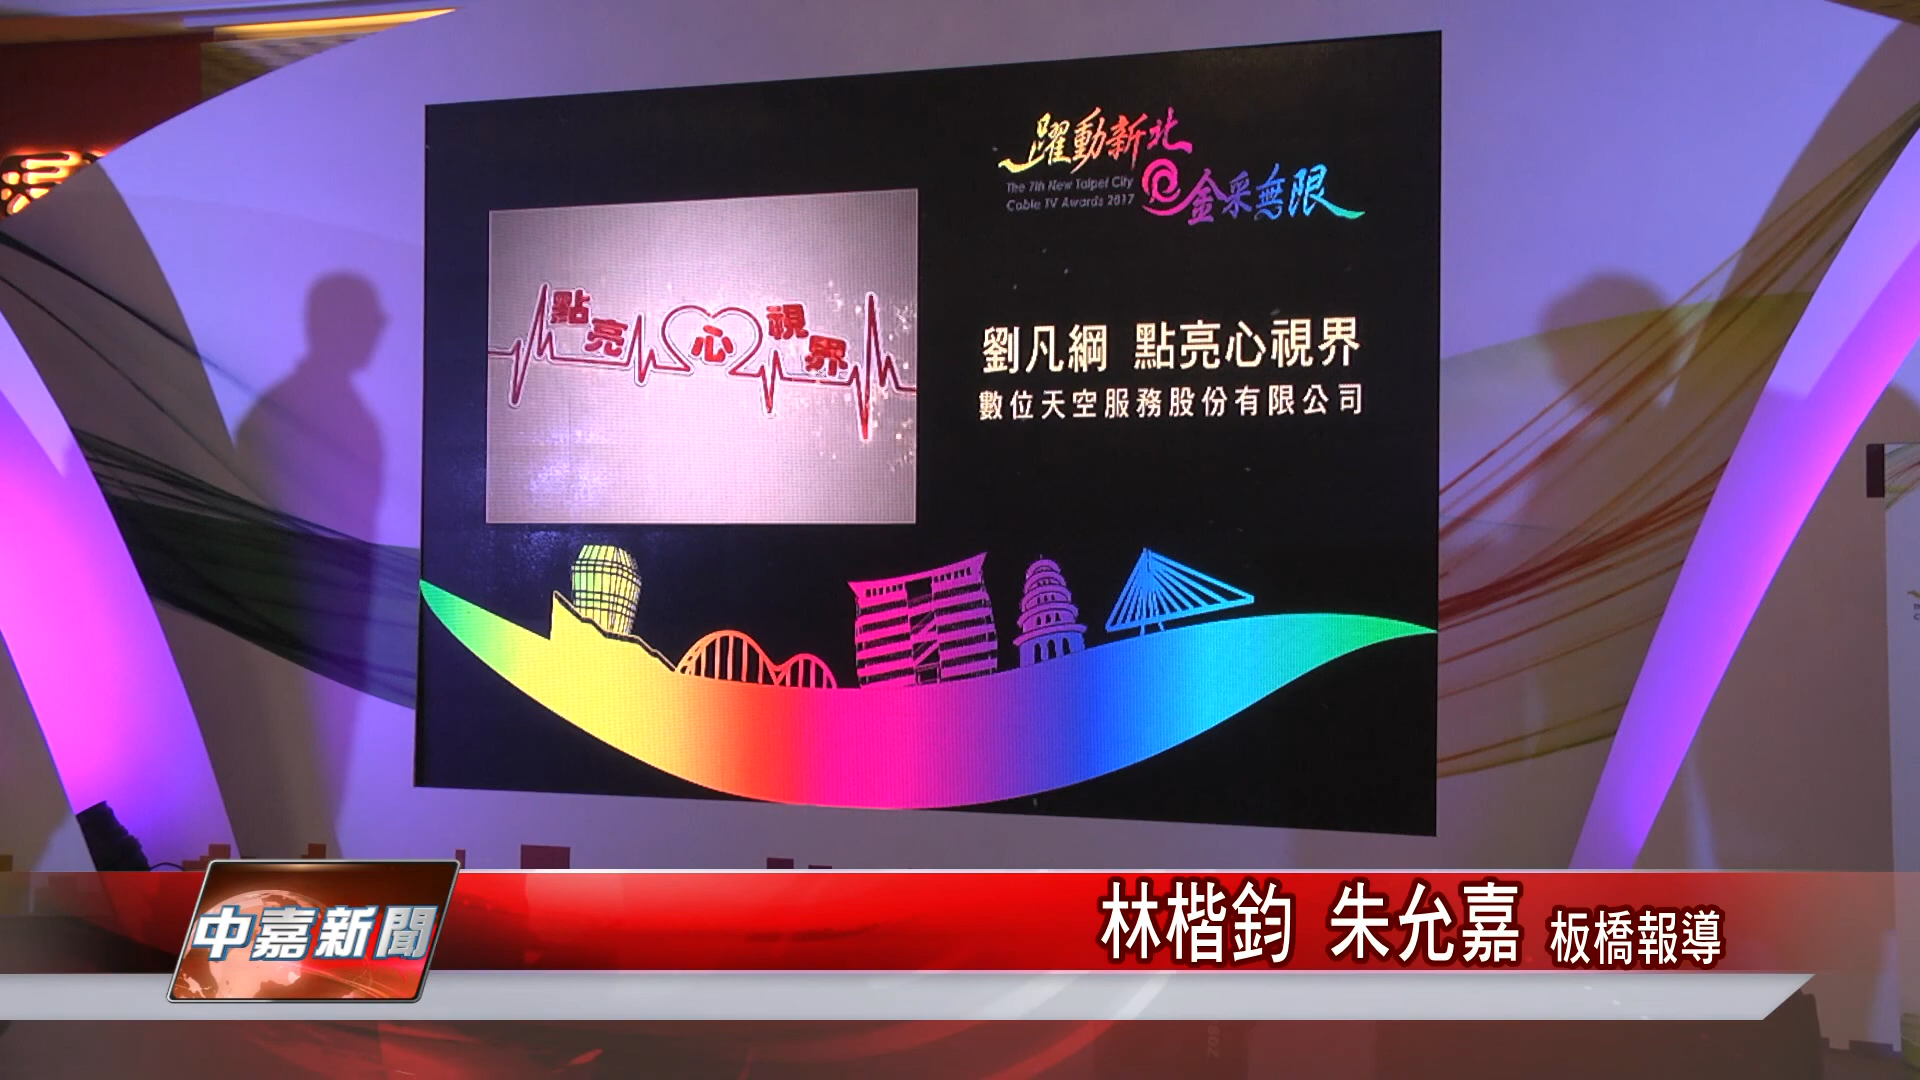 躍動新北
The 7th New Taipei City
Cable TV Awards 2017
金采無限
點亮心視界
劉凡綱 點亮心視界
數位天空服務股份有限公司
中嘉新聞
林楷鈞 朱允嘉 板橋報導